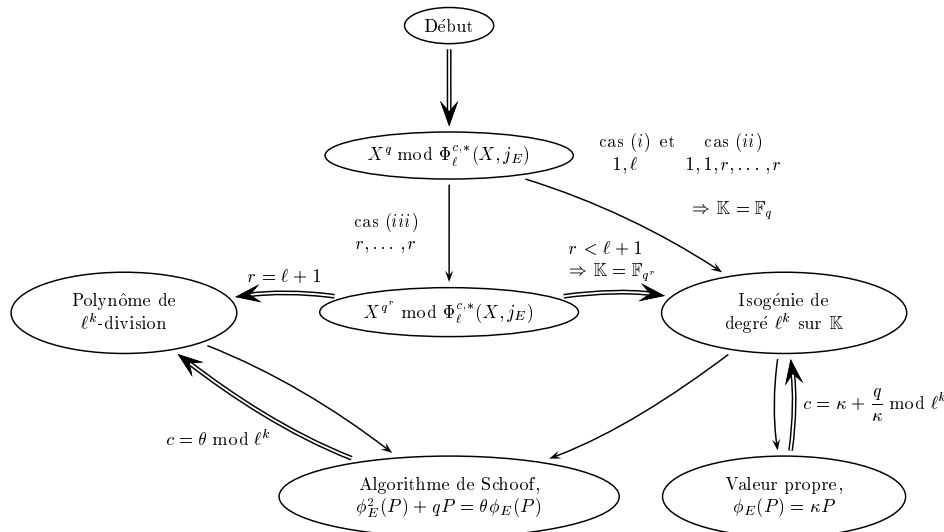 Début
X^q mod Φ_ℓ^{c,*}(X, j_E)
cas (i) et cas (ii)
1, ℓ 1, 1, r, . . . , r
⇒ 𝕂 = 𝔽_q
cas (iii)
r, . . . , r
r < ℓ + 1
⇒ 𝕂 = 𝔽_{q^r}
r = ℓ + 1
Polynôme de
ℓ^k-division
X^{q^r} mod Φ_ℓ^{c,*}(X, j_E)
Isogénie de
degré ℓ^k sur 𝕂
c = κ + q/κ mod ℓ^k
c = θ mod ℓ^k
Algorithme de Schoof,
φ_E^2(P) + qP = θφ_E(P)
Valeur propre,
φ_E(P) = κP